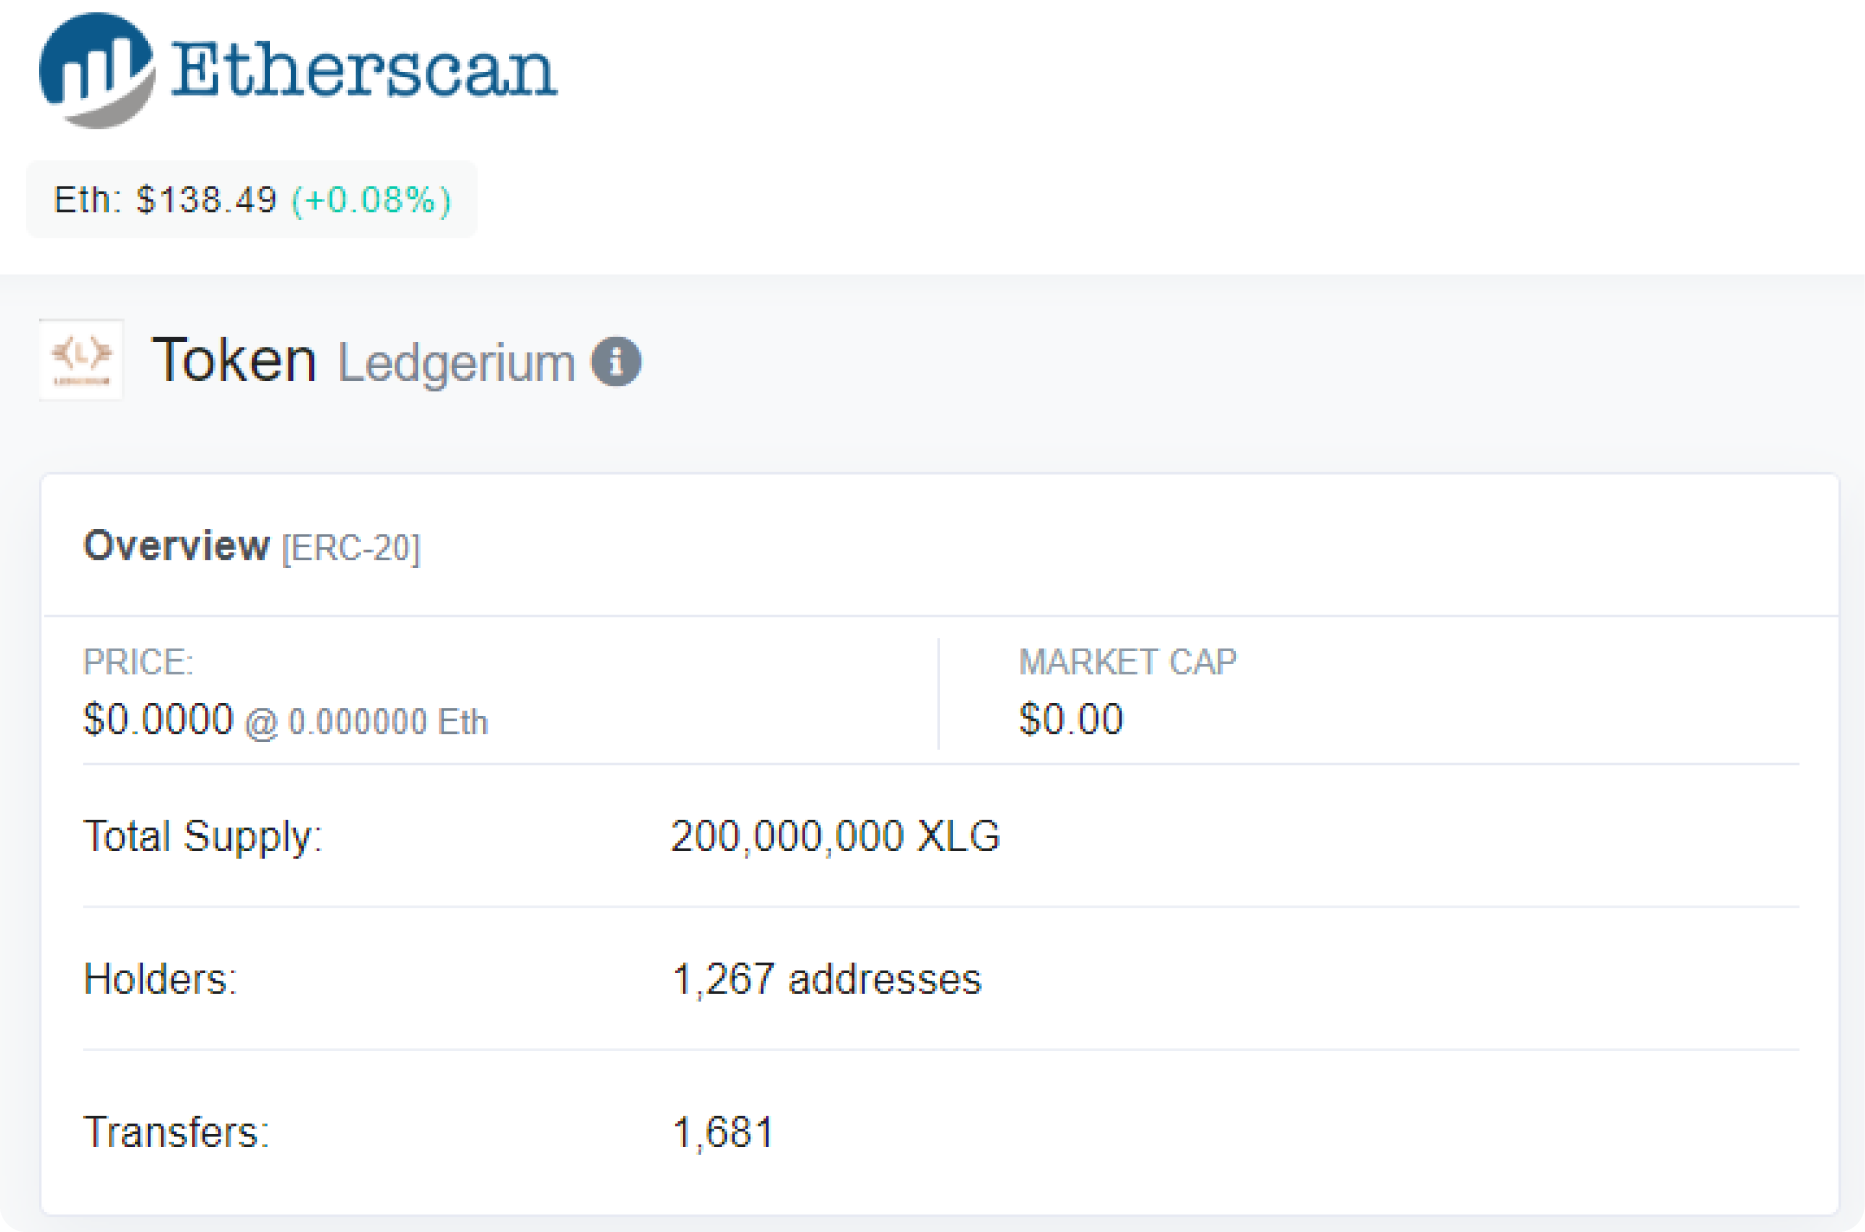 Etherscan
Eth: $138.49 (+0.08%)
Token Ledgerium
Overview [ERC-20]
PRICE:
$0.0000 @ 0.000000 Eth
MARKET CAP
$0.00
Total Supply: 200,000,000 XLG
Holders: 1,267 addresses
Transfers: 1,681